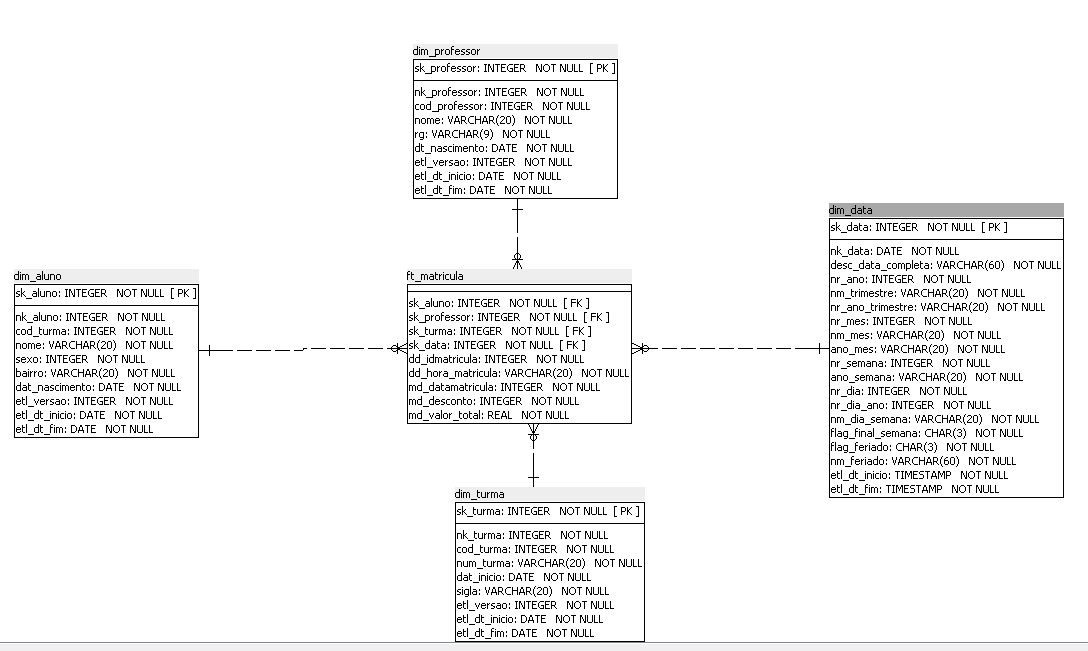 dim_professor
sk_professor: INTEGER NOT NULL [ PK ]
nk_professor: INTEGER NOT NULL
cod_professor: INTEGER NOT NULL
nome: VARCHAR(20) NOT NULL
rg: VARCHAR(9) NOT NULL
dt_nascimento: DATE NOT NULL
etl_versao: INTEGER NOT NULL
etl_dt_inicio: DATE NOT NULL
etl_dt_fim: DATE NOT NULL
dim_aluno
sk_aluno: INTEGER NOT NULL [ PK ]
nk_aluno: INTEGER NOT NULL
cod_turma: INTEGER NOT NULL
nome: VARCHAR(20) NOT NULL
sexo: INTEGER NOT NULL
bairro: VARCHAR(20) NOT NULL
dat_nascimento: DATE NOT NULL
etl_versao: INTEGER NOT NULL
etl_dt_inicio: DATE NOT NULL
etl_dt_fim: DATE NOT NULL
ft_matricula
sk_aluno: INTEGER NOT NULL [ FK ]
sk_professor: INTEGER NOT NULL [ FK ]
sk_turma: INTEGER NOT NULL [ FK ]
sk_data: INTEGER NOT NULL [ FK ]
dd_idmatricula: INTEGER NOT NULL
dd_hora_matricula: VARCHAR(20) NOT NULL
md_datamatricula: INTEGER NOT NULL
md_desconto: INTEGER NOT NULL
md_valor_total: REAL NOT NULL
dim_data
sk_data: INTEGER NOT NULL [ PK ]
nk_data: DATE NOT NULL
desc_data_completa: VARCHAR(60) NOT NULL
nr_ano: INTEGER NOT NULL
nm_trimestre: VARCHAR(20) NOT NULL
nr_ano_trimestre: VARCHAR(20) NOT NULL
nr_mes: INTEGER NOT NULL
nm_mes: VARCHAR(20) NOT NULL
ano_mes: VARCHAR(20) NOT NULL
nr_semana: INTEGER NOT NULL
ano_semana: VARCHAR(20) NOT NULL
nr_dia: INTEGER NOT NULL
nr_dia_ano: INTEGER NOT NULL
nm_dia_semana: VARCHAR(20) NOT NULL
flag_final_semana: CHAR(3) NOT NULL
flag_feriado: CHAR(3) NOT NULL
nm_feriado: VARCHAR(60) NOT NULL
etl_dt_inicio: TIMESTAMP NOT NULL
etl_dt_fim: TIMESTAMP NOT NULL
dim_turma
sk_turma: INTEGER NOT NULL [ PK ]
nk_turma: INTEGER NOT NULL
cod_turma: INTEGER NOT NULL
num_turma: VARCHAR(20) NOT NULL
dat_inicio: DATE NOT NULL
sigla: VARCHAR(20) NOT NULL
etl_versao: INTEGER NOT NULL
etl_dt_inicio: DATE NOT NULL
etl_dt_fim: DATE NOT NULL